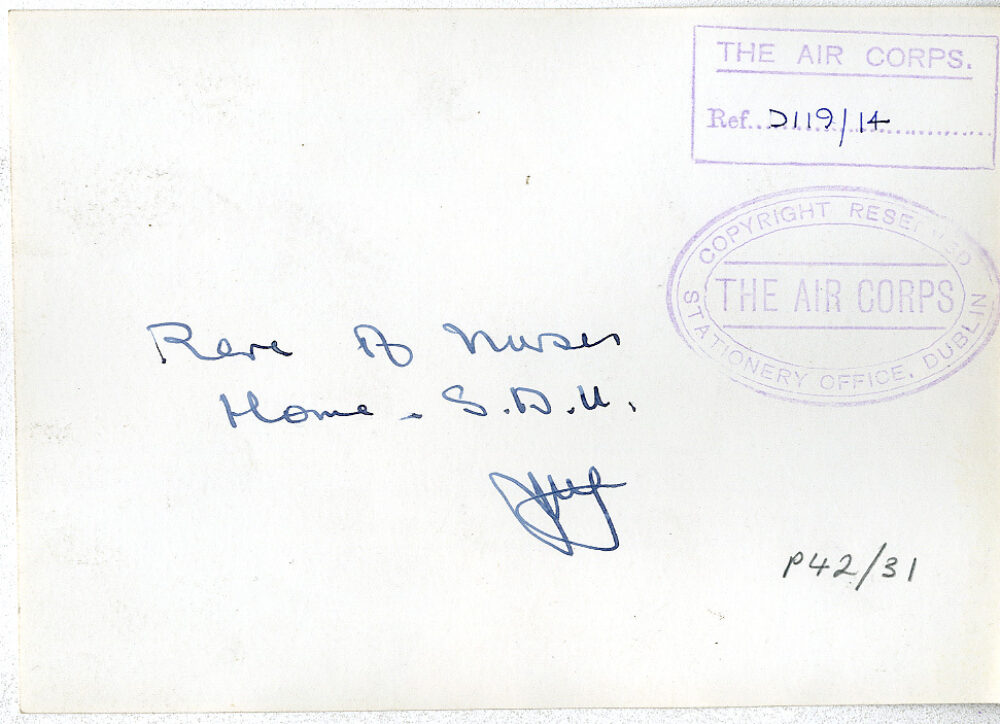 THE AIR CORPS.
Ref. D119/14
COPYRIGHT RESERVED
THE AIR CORPS
STATIONERY OFFICE, DUBLIN
Rere Of Nurses
Home - S.D.U.
P42/31